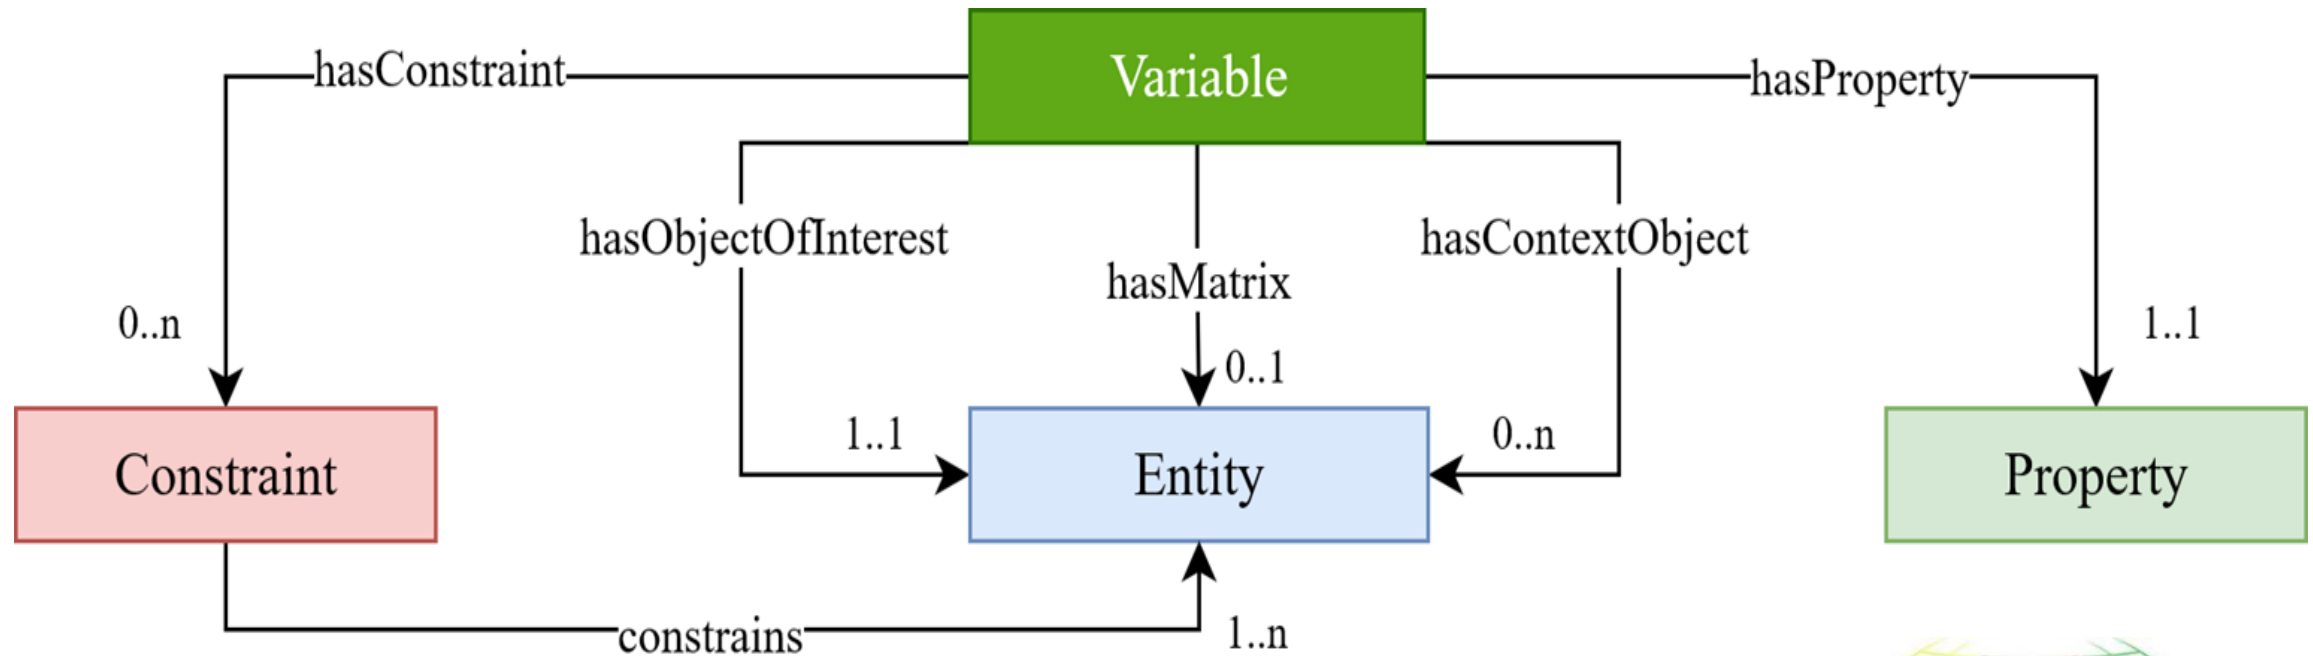 Variable
hasConstraint
hasProperty
hasObjectOfInterest
hasMatrix
hasContextObject
0..n
1..1
0..1
1..1
0..n
Constraint
Entity
Property
constrains
1..n